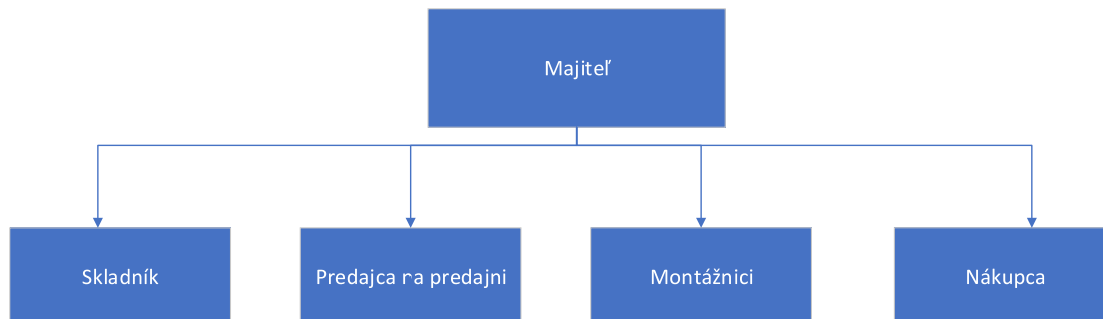 Majiteľ
Skladník
Predajca na predajni
Montážnici
Nákupca